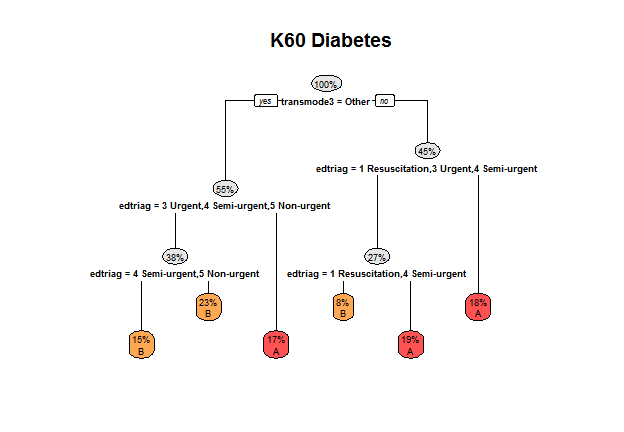 K60 Diabetes
100%
yes transmode3 = Other no
45%
edtriag = 1 Resuscitation,3 Urgent,4 Semi-urgent
55%
edtriag = 3 Urgent,4 Semi-urgent,5 Non-urgent
38%
27%
edtriag = 4 Semi-urgent,5 Non-urgent
edtriag = 1 Resuscitation,4 Semi-urgent
23%
B
8%
B
18%
A
15%
B
17%
A
19%
A